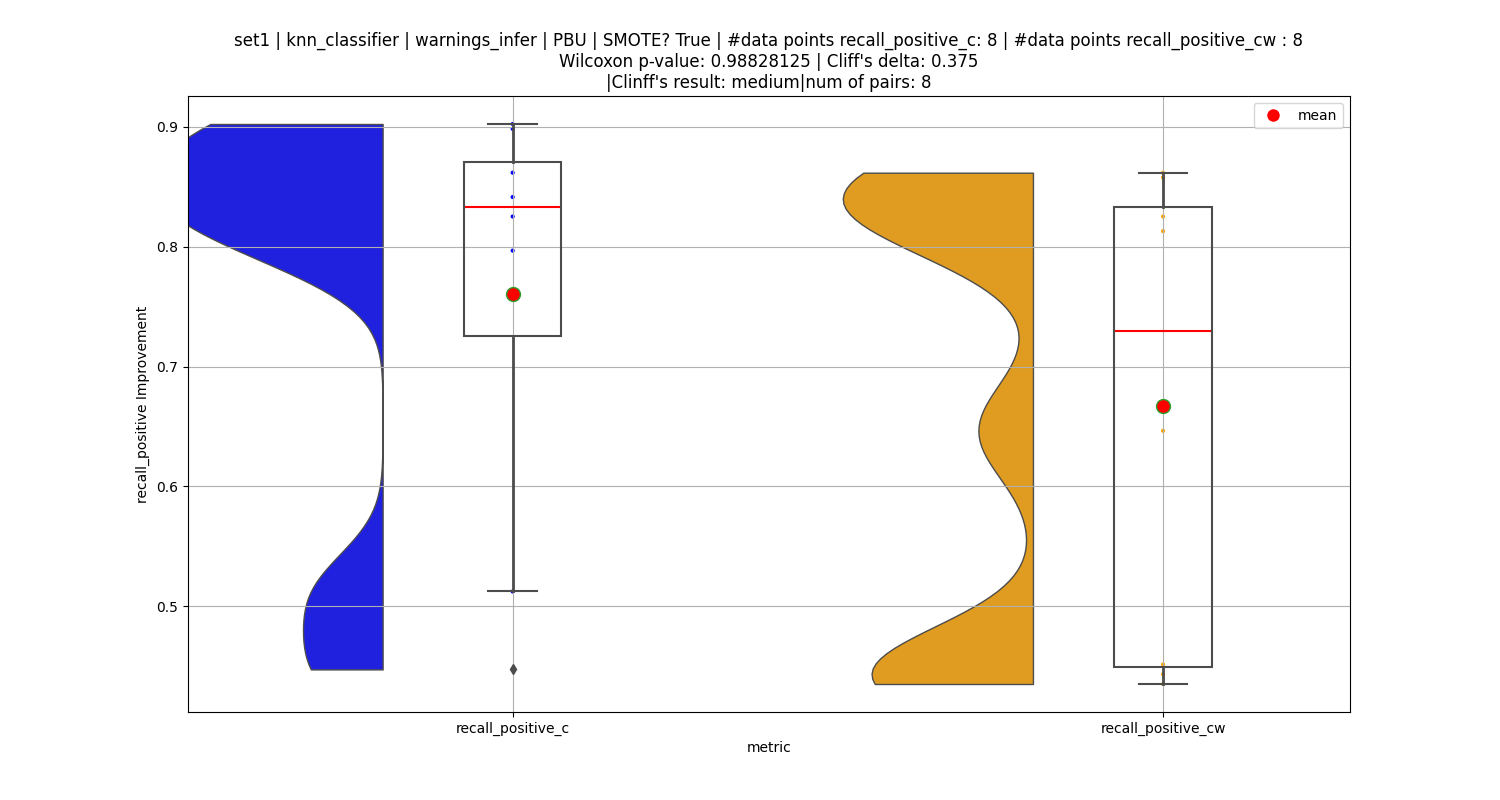 set1 | knn_classifier | warnings_infer | PBU | SMOTE? True | #data points recall_positive_c: 8 | #data points recall_positive_cw : 8
Wilcoxon p-value: 0.98828125 | Cliff's delta: 0.375
|Clinff's result: medium|num of pairs: 8
mean
0.9
0.8
0.7
0.6
0.5
recall_positive Improvement
recall_positive_c
recall_positive_cw
metric